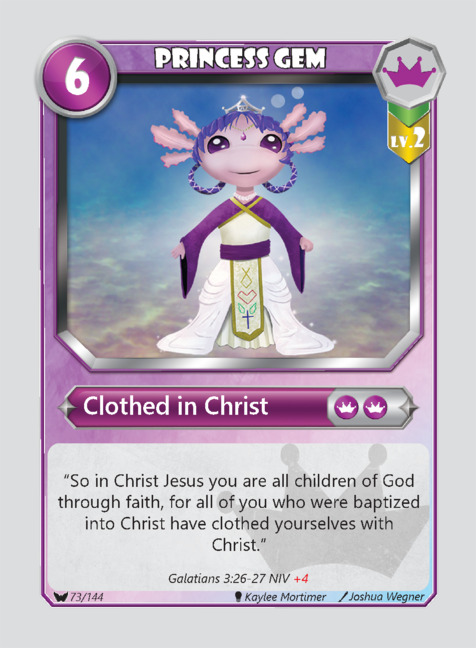 PRINCESS GEM
6
LV.2
Clothed in Christ
“So in Christ Jesus you are all children of God
through faith, for all of you who were baptized
into Christ have clothed yourselves with
Christ.”
Galatians 3:26-27 NIV +4
73/144 Kaylee Mortimer Joshua Wegner